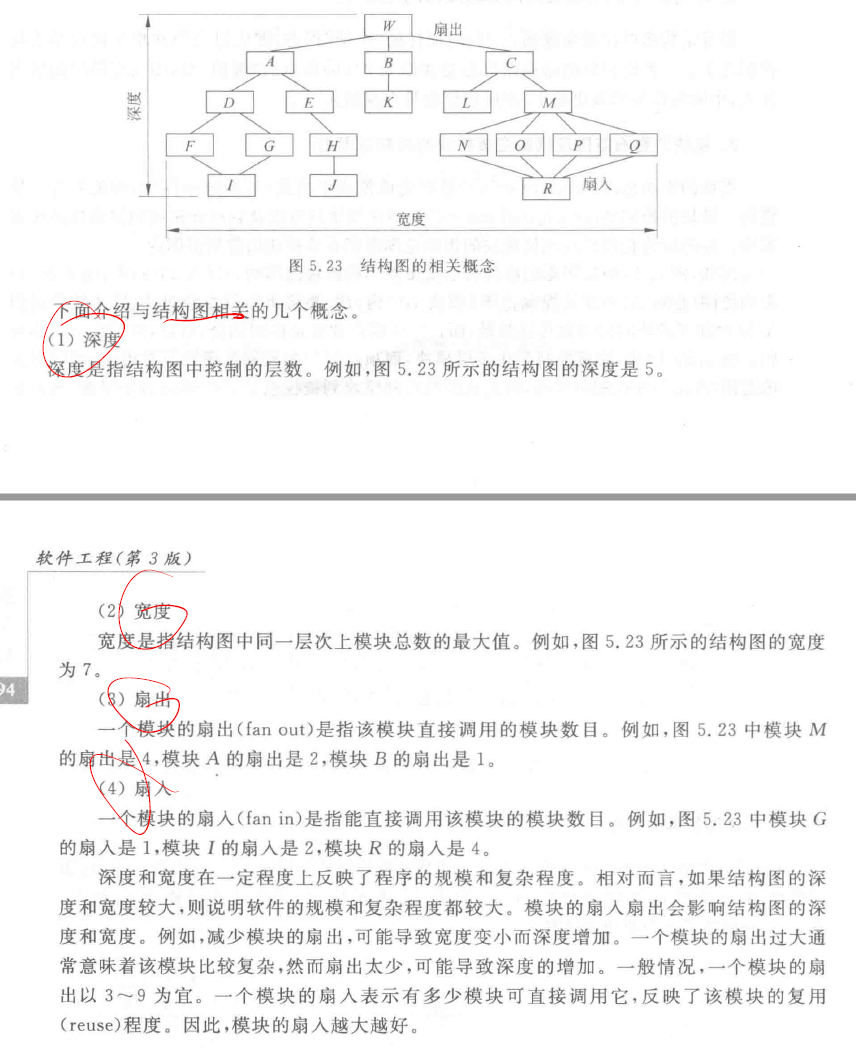 W 扇出
A B C
深度
D E K L M
F G H N O P Q
I J R 扇入
宽度
图 5.23 结构图的相关概念
下面介绍与结构图相关的几个概念。
(1) 深度
深度是指结构图中控制的层数。例如,图 5.23 所示的结构图的深度是 5。
软件工程(第 3 版)
(2) 宽度
宽度是指结构图中同一层次上模块总数的最大值。例如,图 5.23 所示的结构图的宽度
为 7。
94
(3) 扇出
一个模块的扇出(fan out)是指该模块直接调用的模块数目。例如,图 5.23 中模块 M
的扇出是 4,模块 A 的扇出是 2,模块 B 的扇出是 1。
(4) 扇入
一个模块的扇入(fan in)是指能直接调用该模块的模块数目。例如,图 5.23 中模块 G
的扇入是 1,模块 I 的扇入是 2,模块 R 的扇入是 4。
深度和宽度在一定程度上反映了程序的规模和复杂程度。相对而言,如果结构图的深
度和宽度较大,则说明软件的规模和复杂程度都较大。模块的扇入扇出会影响结构图的深
度和宽度。例如,减少模块的扇出,可能导致宽度变小而深度增加。一个模块的扇出过大通
常意味着该模块比较复杂,然而扇出太少,可能导致深度的增加。一般情况,一个模块的扇
出以 3～9 为宜。一个模块的扇入表示有多少模块可直接调用它,反映了该模块的复用
(reuse)程度。因此,模块的扇入越大越好。